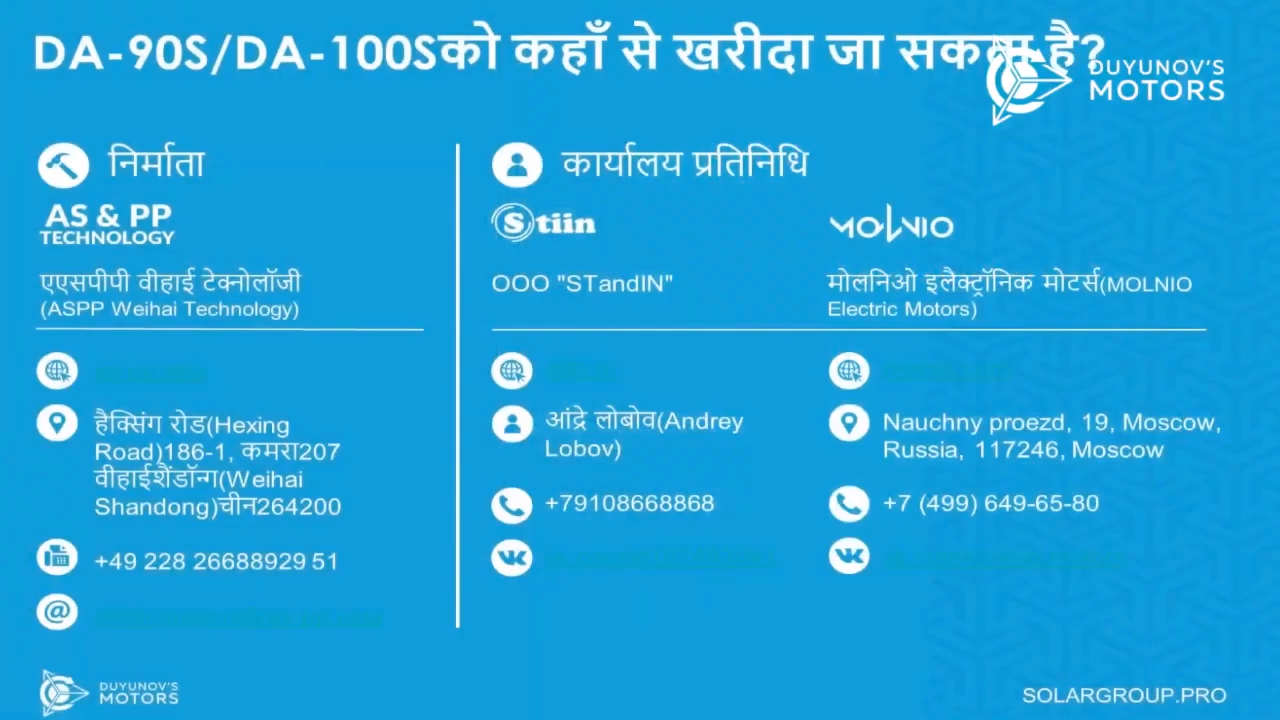 DA-90S/DA-100Sको कहाँ से खरीदा जा सकता है?
DUYUNOV'S
MOTORS
निर्माता
AS & PP
TECHNOLOGY
एएसपीपी वीहाई टेक्नोलॉजी
(ASPP Weihai Technology)
हैक्सिंग रोड(Hexing
Road)186-1, कमरा207
वीहाईशैंडॉन्ग(Weihai
Shandong)चीन264200
+49 228 26688929 51
@
कार्यालय प्रतिनिधि
Stiin
OOO "STandIN"
आंद्रे लोबोव(Andrey
Lobov)
+79108668868
MOLNIO
मोलनिओ इलैक्ट्रॉनिक मोटर्स(MOLNIO
Electric Motors)
Nauchny proezd, 19, Moscow,
Russia, 117246, Moscow
+7 (499) 649-65-80
DUYUNOV'S
MOTORS
SOLARGROUP.PRO